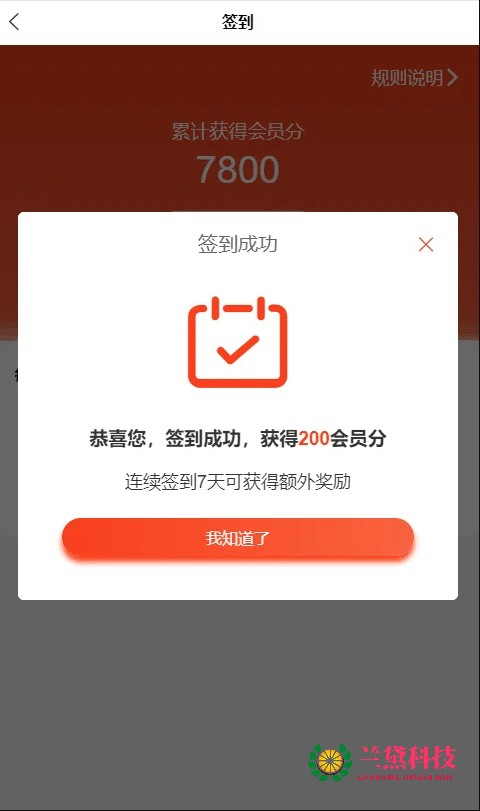 签到
规则说明
累计获得会员分
7800
签到成功
恭喜您，签到成功，获得200会员分
连续签到7天可获得额外奖励
我知道了
兰黛科技